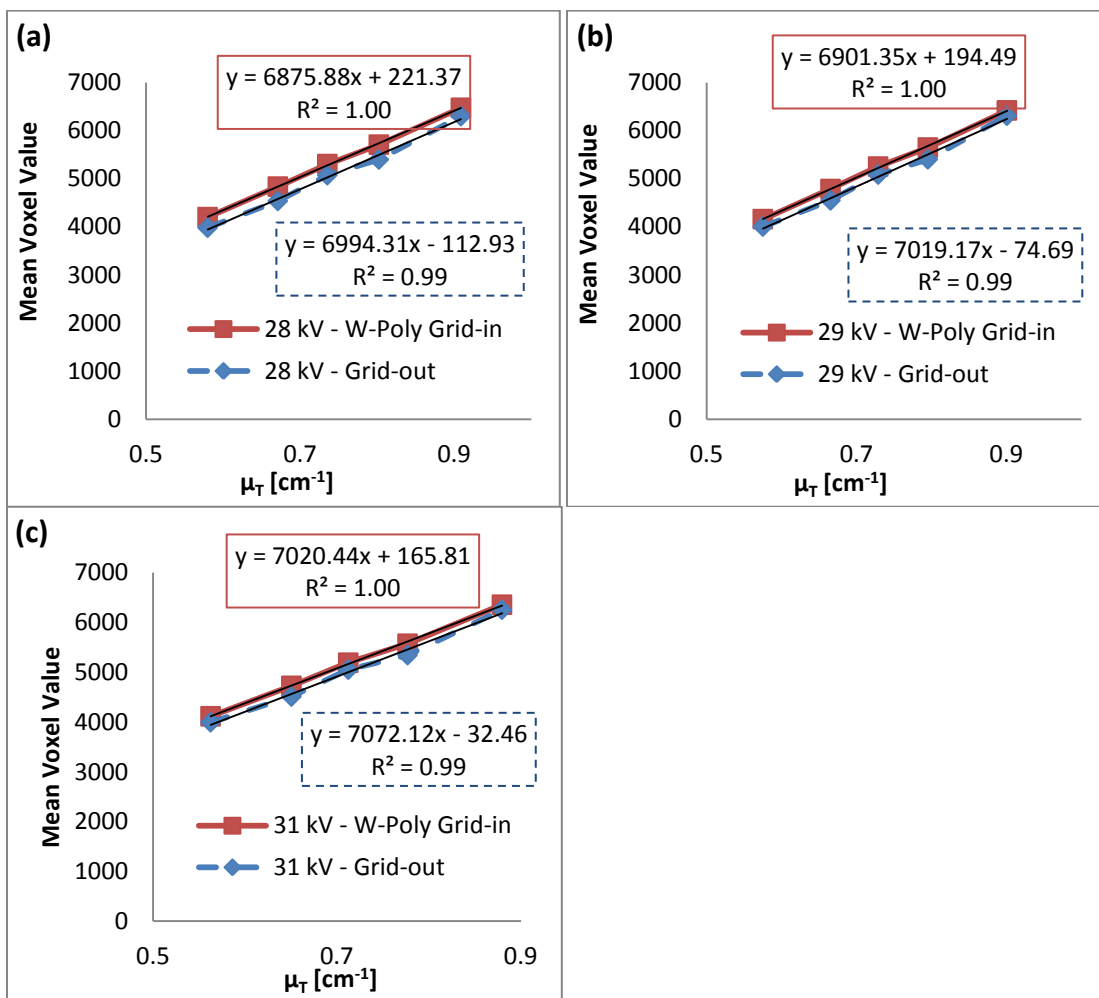 (a)
y = 6875.88x + 221.37
R² = 1.00
7000
6000
5000
4000
3000
2000
1000
0
Mean Voxel Value
y = 6994.31x - 112.93
R² = 0.99
28 kV - W-Poly Grid-in
28 kV - Grid-out
0.5 0.7 0.9
μT [cm-1]
(b)
y = 6901.35x + 194.49
R² = 1.00
7000
6000
5000
4000
3000
2000
1000
0
Mean Voxel Value
y = 7019.17x - 74.69
R² = 0.99
29 kV - W-Poly Grid-in
29 kV - Grid-out
0.5 0.7 0.9
μT [cm-1]
(c)
y = 7020.44x + 165.81
R² = 1.00
7000
6000
5000
4000
3000
2000
1000
0
Mean Voxel Value
y = 7072.12x - 32.46
R² = 0.99
31 kV - W-Poly Grid-in
31 kV - Grid-out
0.5 0.7 0.9
μT [cm-1]